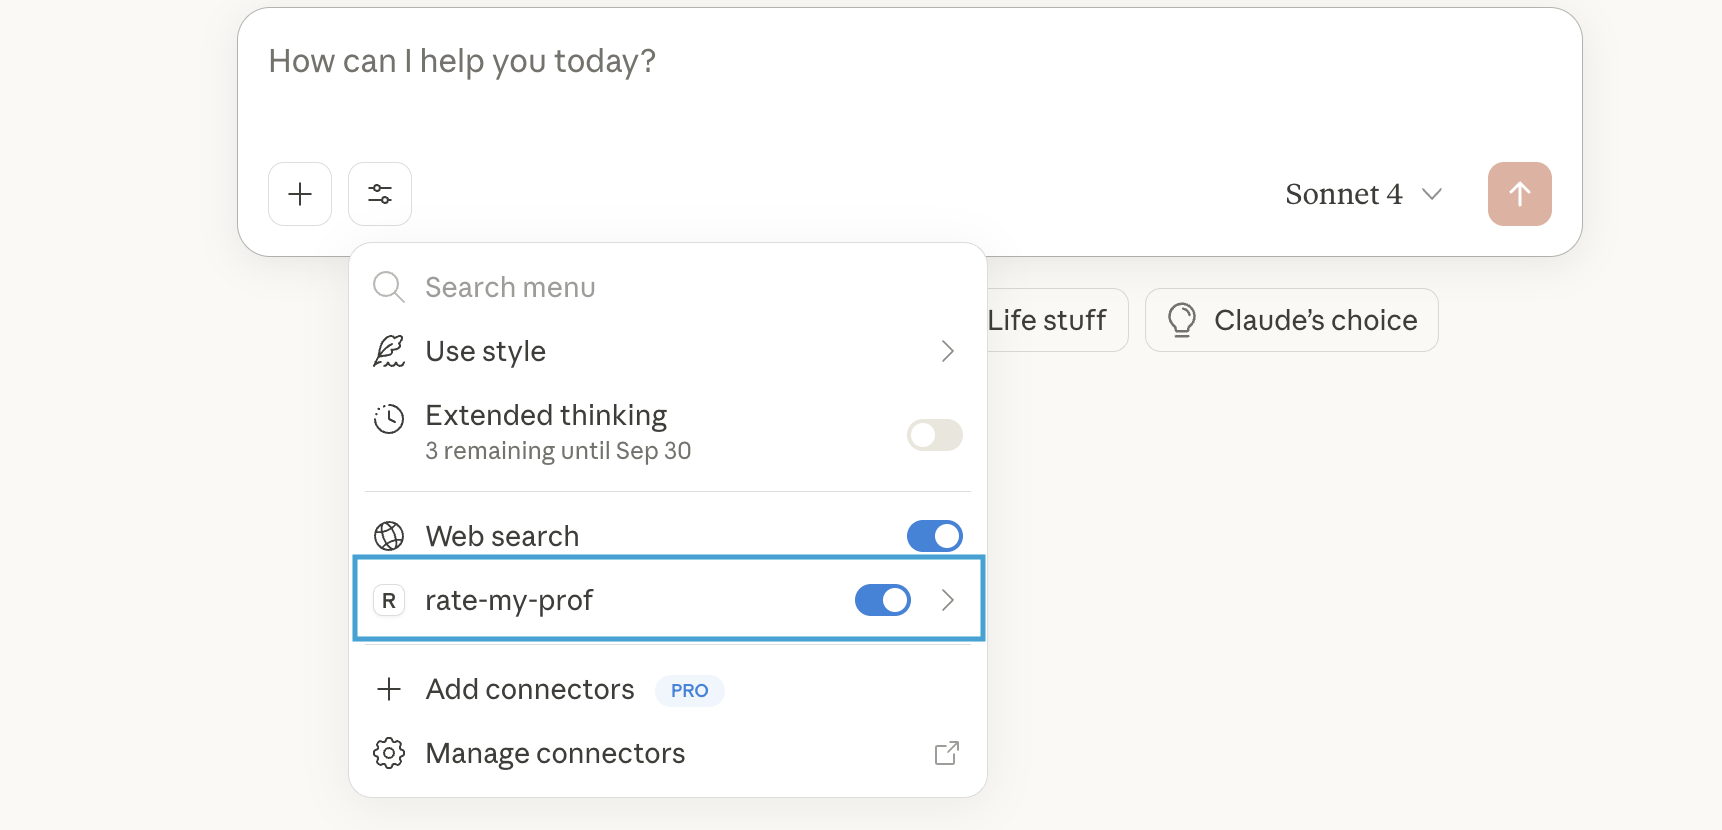 How can I help you today?
Sonnet 4
Search menu
Life stuff
Claude’s choice
Use style
Extended thinking
3 remaining until Sep 30
Web search
R rate-my-prof
Add connectors PRO
Manage connectors